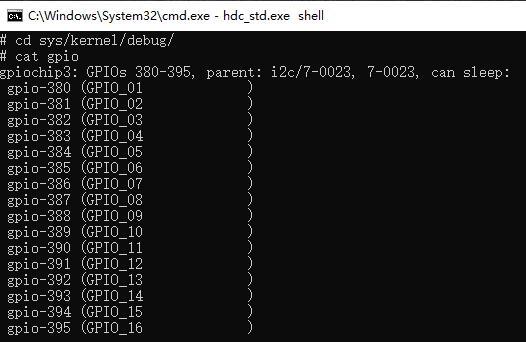 C:\Windows\System32\cmd.exe - hdc_std.exe  shell
# cd sys/kernel/debug/
# cat gpio
gpiochip3: GPIOs 380-395, parent: i2c/7-0023, 7-0023, can sleep:
 gpio-380 (GPIO_01             )
 gpio-381 (GPIO_02             )
 gpio-382 (GPIO_03             )
 gpio-383 (GPIO_04             )
 gpio-384 (GPIO_05             )
 gpio-385 (GPIO_06             )
 gpio-386 (GPIO_07             )
 gpio-387 (GPIO_08             )
 gpio-388 (GPIO_09             )
 gpio-389 (GPIO_10             )
 gpio-390 (GPIO_11             )
 gpio-391 (GPIO_12             )
 gpio-392 (GPIO_13             )
 gpio-393 (GPIO_14             )
 gpio-394 (GPIO_15             )
 gpio-395 (GPIO_16             )